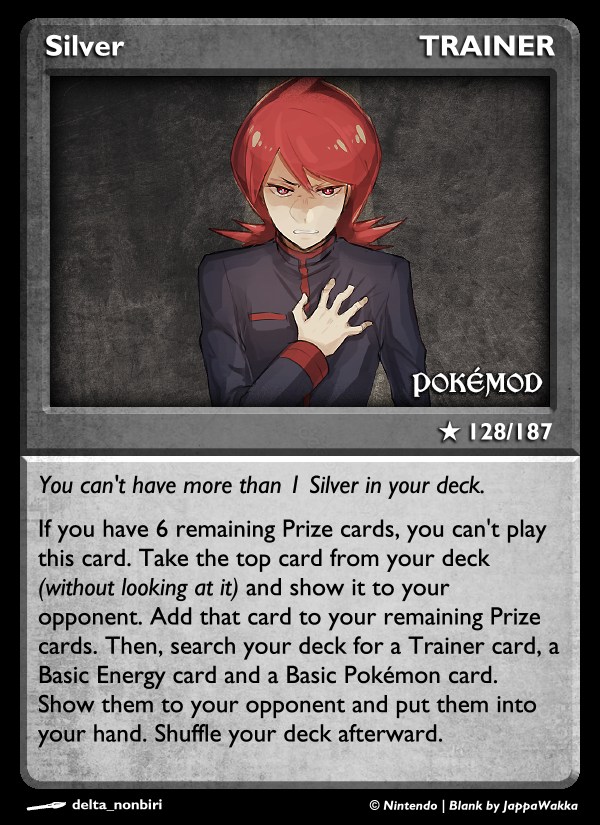 Silver TRAINER
POKÉMOD
★ 128/187
You can't have more than 1 Silver in your deck.
If you have 6 remaining Prize cards, you can't play
this card. Take the top card from your deck
(without looking at it) and show it to your
opponent. Add that card to your remaining Prize
cards. Then, search your deck for a Trainer card, a
Basic Energy card and a Basic Pokémon card.
Show them to your opponent and put them into
your hand. Shuffle your deck afterward.
delta_nonbiri © Nintendo | Blank by JappaWakka